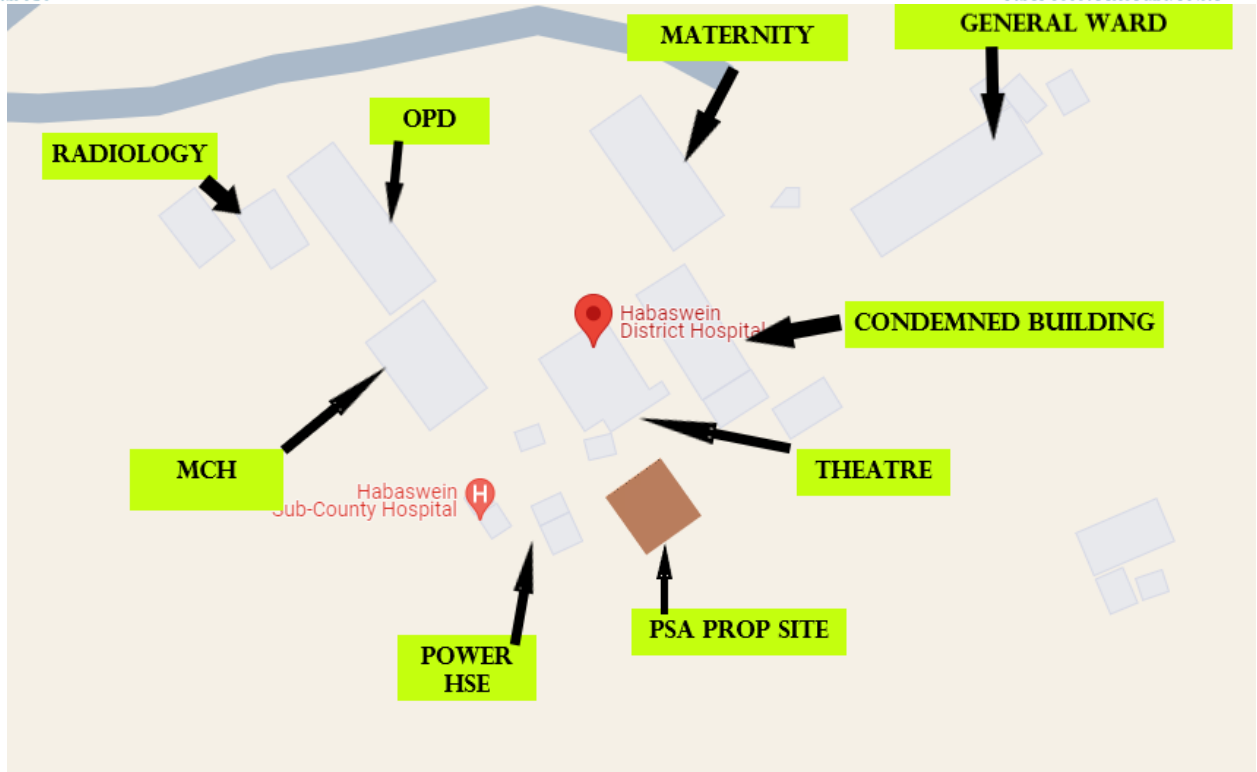 MATERNITY
GENERAL WARD
OPD
RADIOLOGY
Habaswein
District Hospital
CONDEMNED BUILDING
MCH
THEATRE
Habaswein
Sub-County Hospital
H
PSA PROP SITE
POWER
HSE